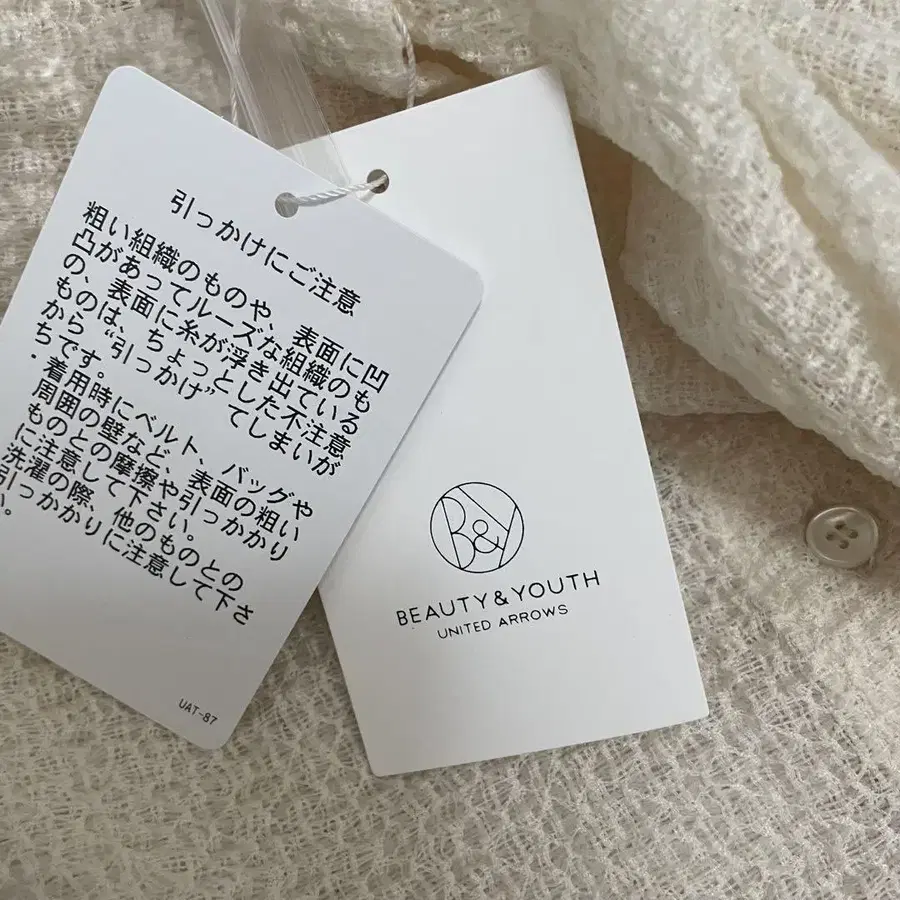 引っかけにご注意
粗い組織のものや、表面に凹
凸があってルーズな組織のも
の、表面に糸が浮き出ている
ものは、ちょっとした不注意
から“引っかけ”てしまいが
ちです。
・着用時にベルト、バッグや
周囲の壁など、表面の粗い
ものとの摩擦や引っかかり
に注意して下さい。
洗濯の際、他のものとの
引っかかりに注意して下さ
い。
UAT-87
B&Y
BEAUTY&YOUTH
UNITED ARROWS